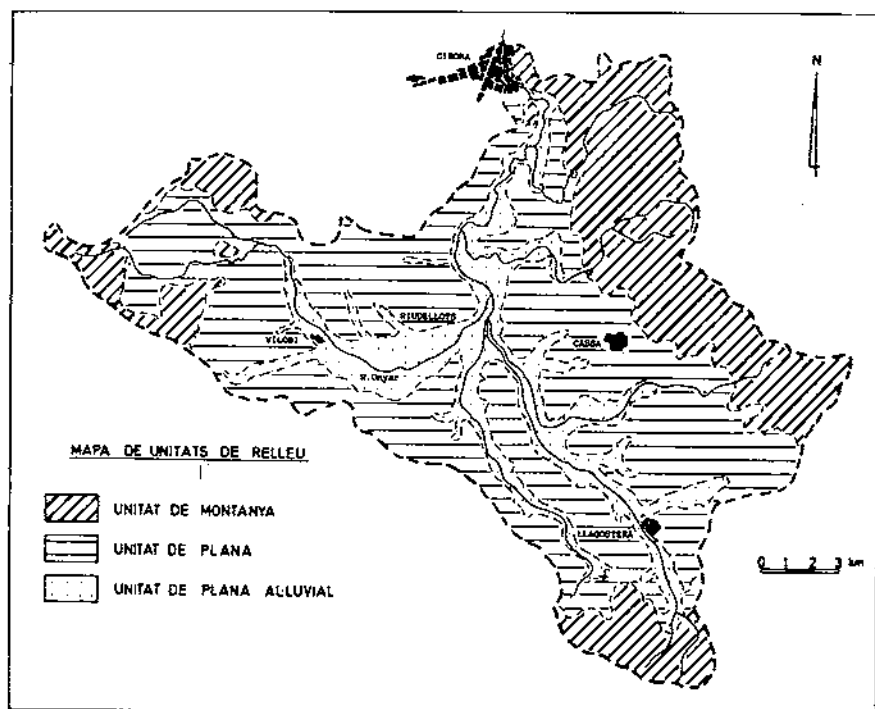 GIRONA
N
RIUDELLOTS
VILOBI
CASSA
R. Onyar
MAPA DE UNITATS DE RELLEU
LLAGOSTERA
UNITAT DE MONTANYA
UNITAT DE PLANA
UNITAT DE PLANA ALLUVIAL
0 1 2 3 km